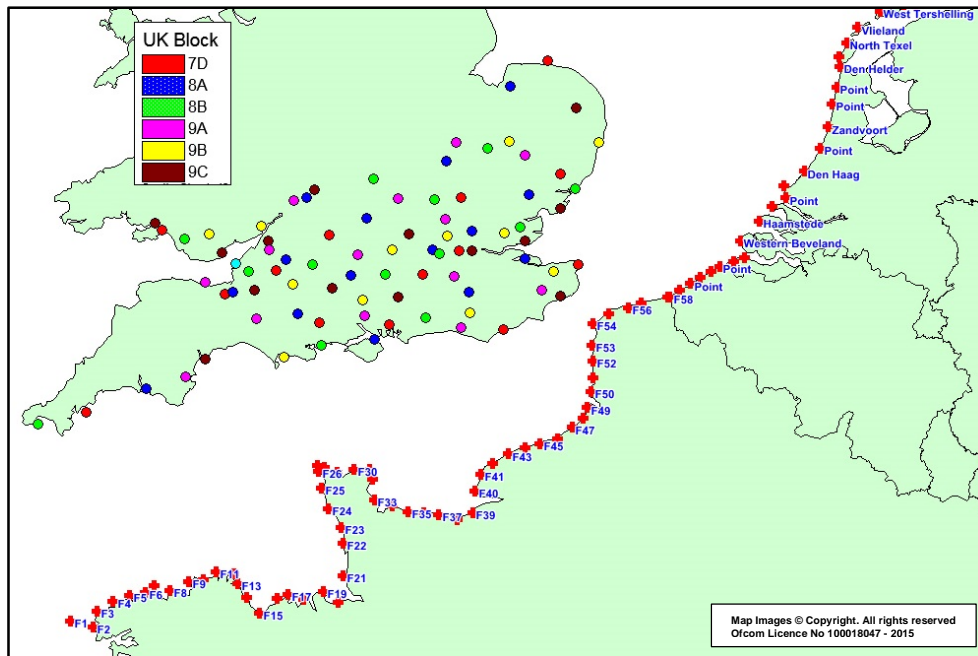 UK Block
7D
8A
8B
9A
9B
9C
West Tershelling
Vlieland
North Texel
Den Helder
Point
Point
Zandvoort
Point
Den Haag
Point
Haamstede
Western Beveland
Point
Point
F58
F56
F54
F53
F52
F50
F49
F47
F45
F43
F41
F40
F39
F37
F35
F33
F30
F26
F25
F24
F23
F22
F21
F19
F17
F15
F13
F11
F9
F8
F6
F5
F4
F3
F2
F1
Map Images © Copyright. All rights reserved
Ofcom Licence No 100018047 - 2015